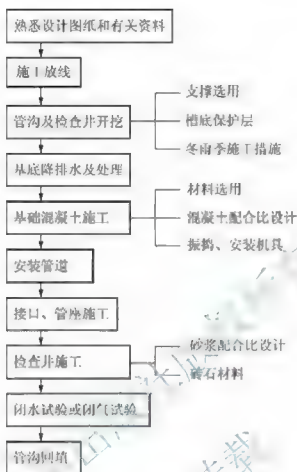 熟悉设计图纸和有关资料
施工放线
管沟及检查井开挖
支撑选用
槽底保护层
冬雨季施工措施
基底降排水及处理
基础混凝土施工
材料选用
混凝土配合比设计
振捣、安装机具
安装管道
接口、管座施工
检查井施工
砂浆配合比设计
砖石材料
闭水试验或闭气试验
管沟回填